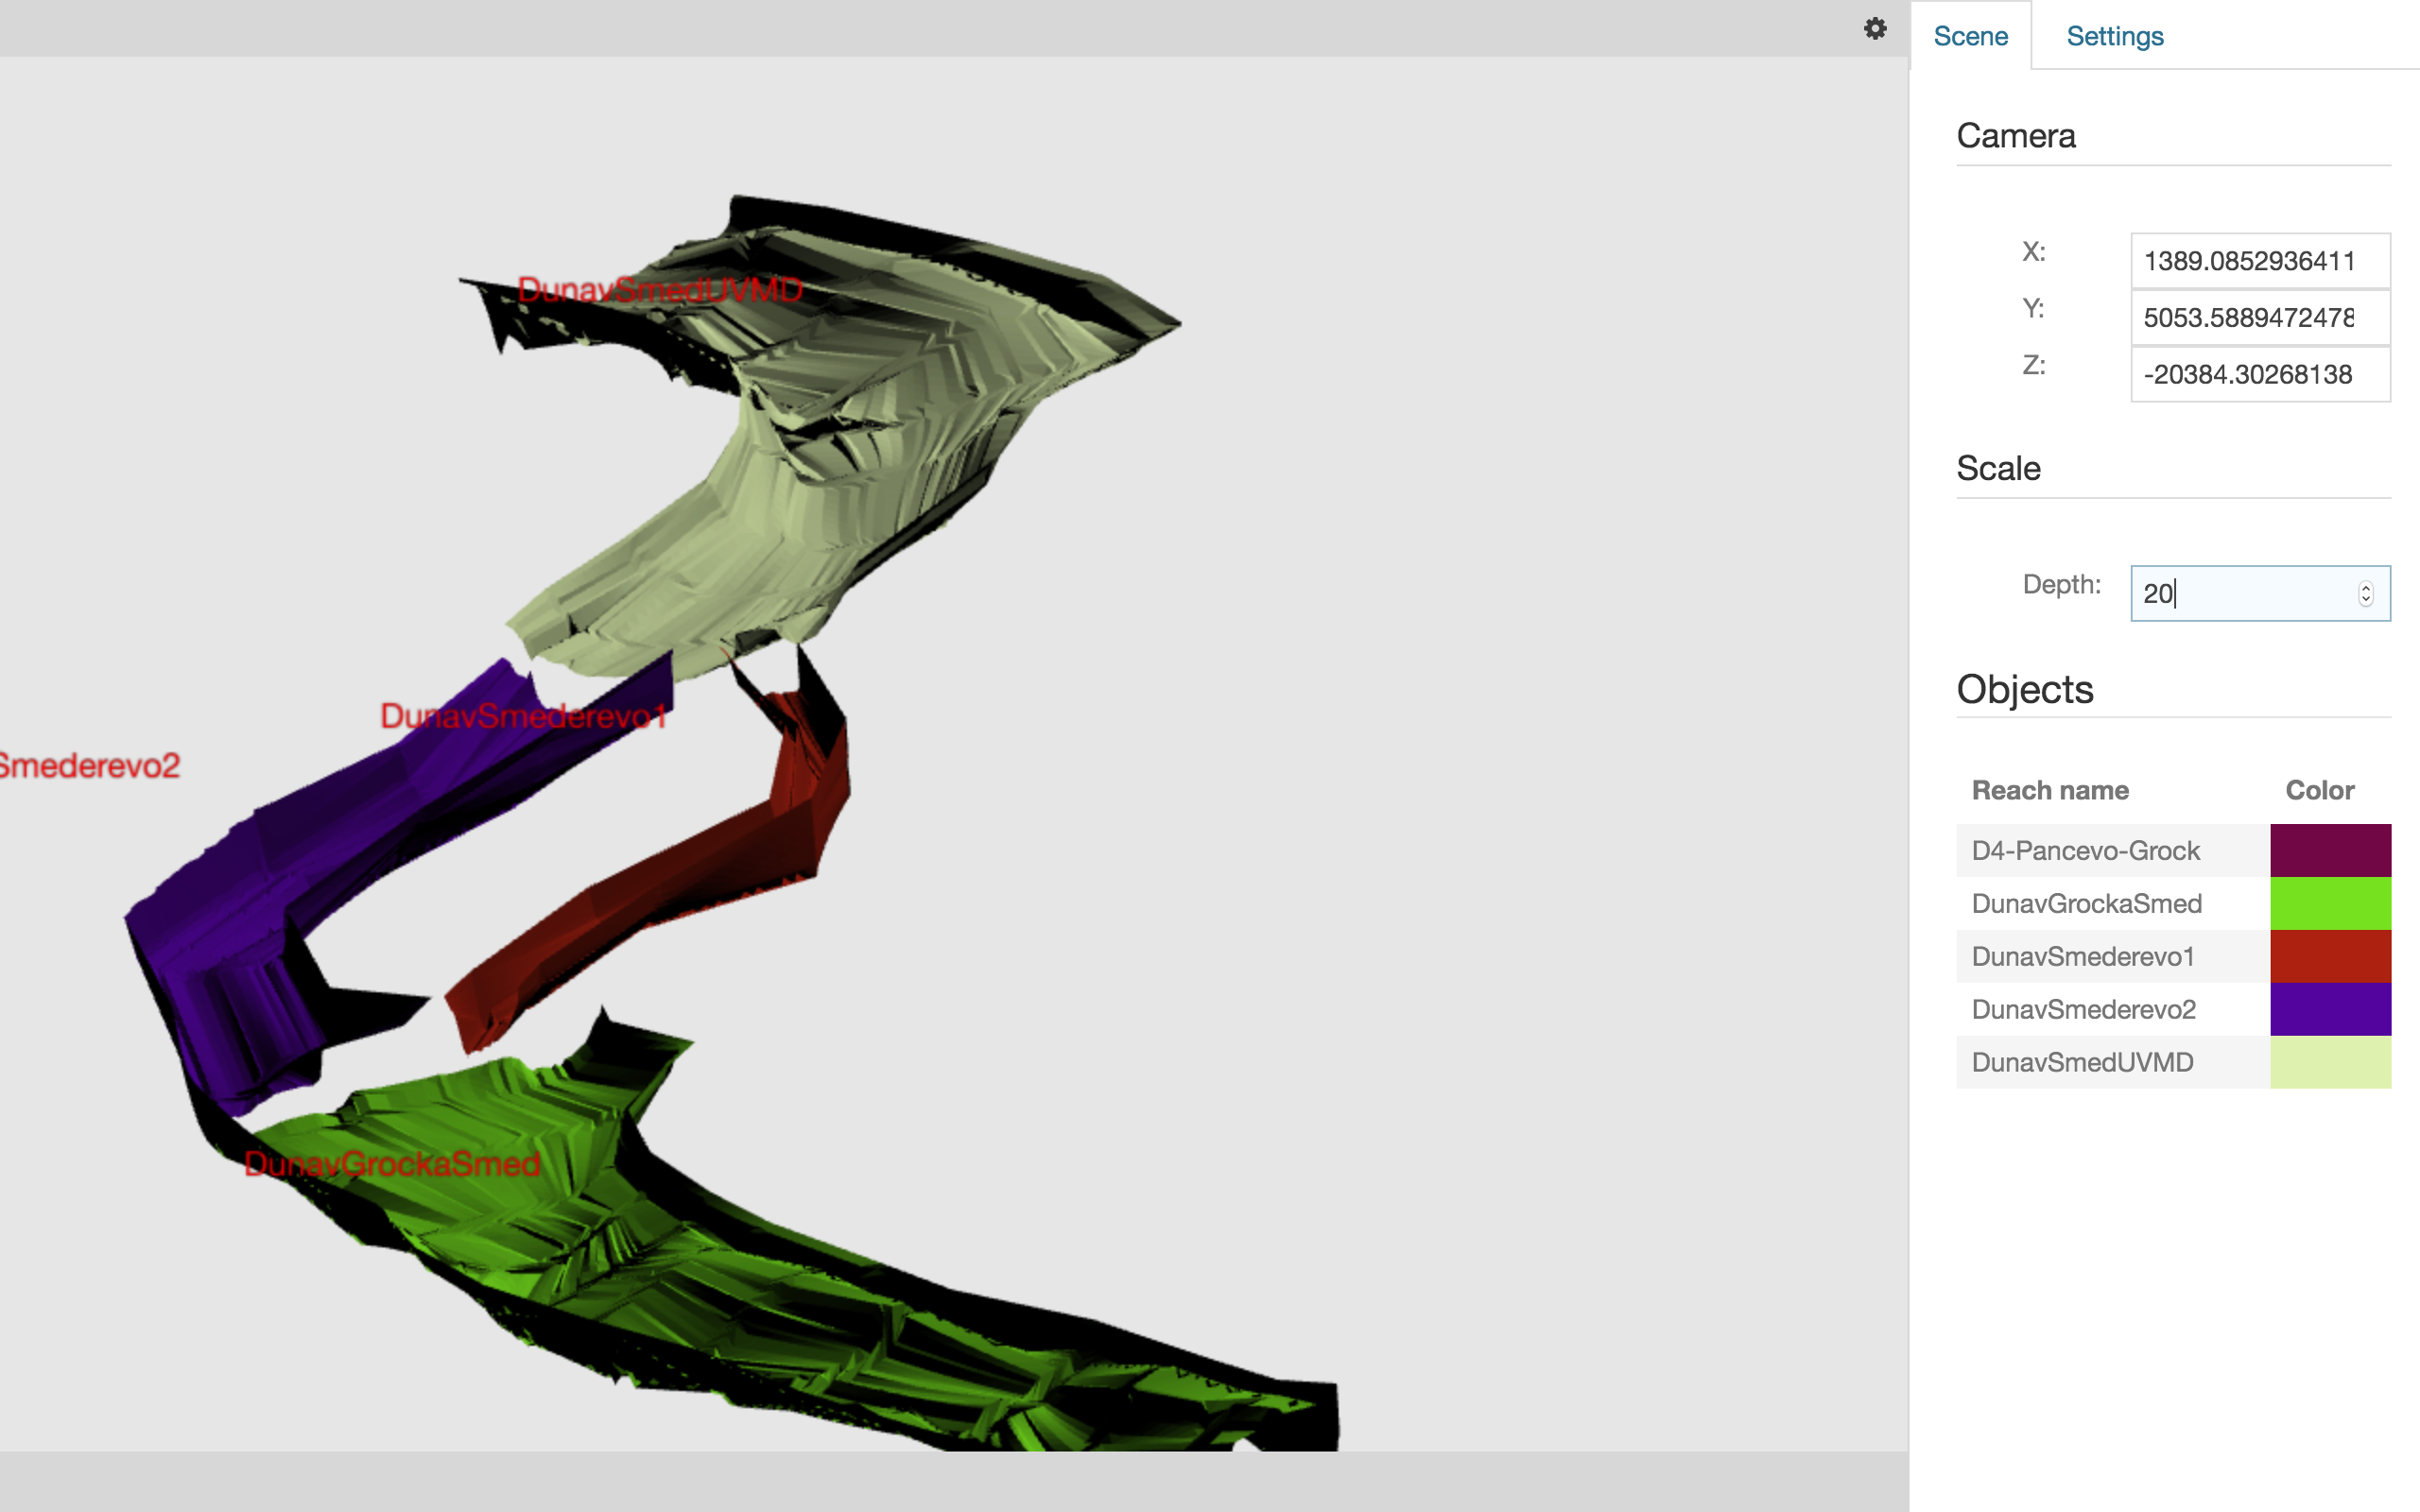 Scene Settings
Camera
X: 1389.0852936411
Y: 5053.5889472478
Z: -20384.30268138
Scale
Depth: 20
Objects
Reach name Color
D4-Pancevo-Grock
DunavGrockaSmed
DunavSmederevo1
DunavSmederevo2
DunavSmedUVMD
DunavSmedUVMD
DunavSmederevo1
Smederevo2
DunavGrockaSmed